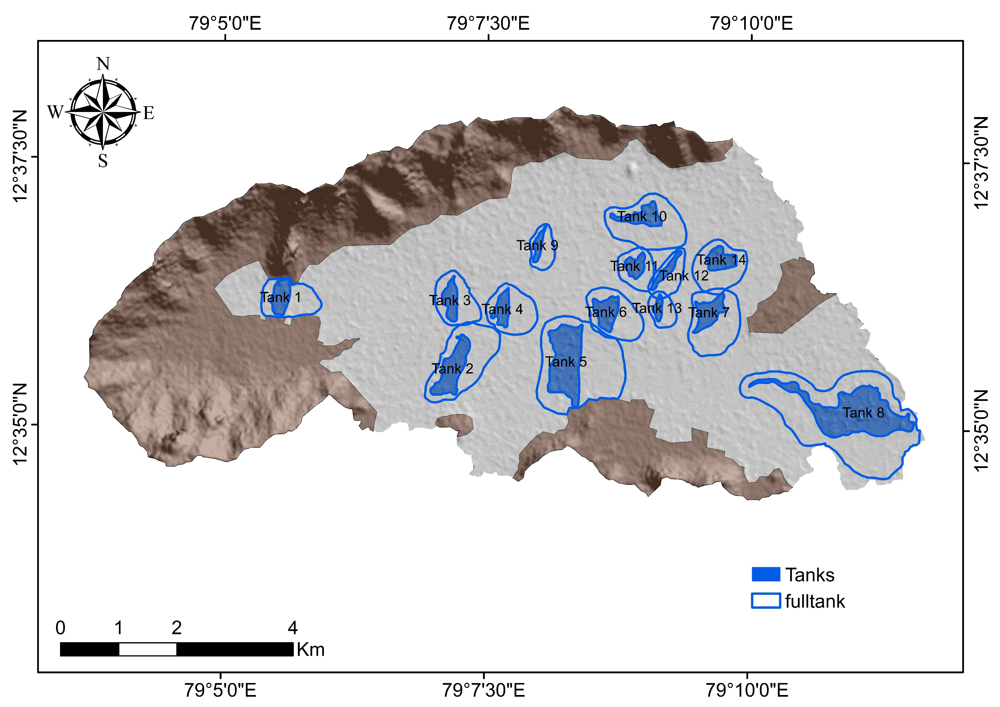 79°5'0"E
79°7'30"E
79°10'0"E
N
W
E
S
12°37'30"N
12°37'30"N
Tank 10
Tank 9
Tank 14
Tank 11
Tank 12
Tank 1
Tank 3
Tank 4
Tank 6
Tank 13
Tank 7
Tank 5
Tank 2
Tank 8
12°35'0"N
12°35'0"N
Tanks
fulltank
0 1 2 4
Km
79°5'0"E
79°7'30"E
79°10'0"E